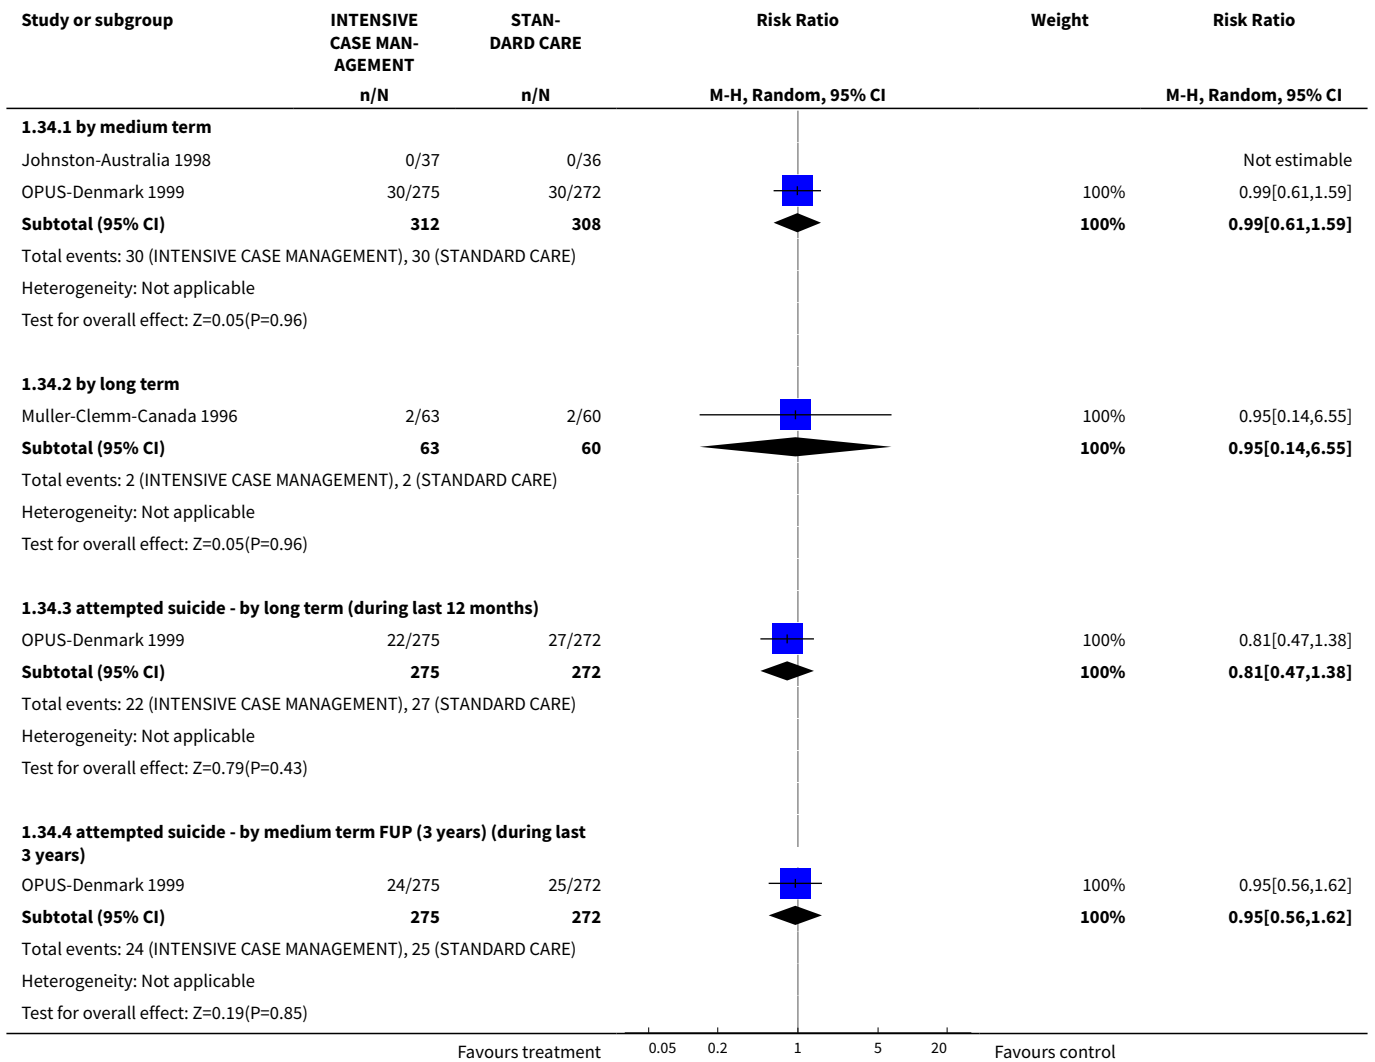 Study or subgroup INTENSIVE CASE MAN- AGEMENT STAN- DARD CARE Risk Ratio Weight Risk Ratio
n/N n/N M-H, Random, 95% CI M-H, Random, 95% CI
1.34.1 by medium term
Johnston-Australia 1998 0/37 0/36 Not estimable
OPUS-Denmark 1999 30/275 30/272 100% 0.99[0.61,1.59]
Subtotal (95% CI) 312 308 100% 0.99[0.61,1.59]
Total events: 30 (INTENSIVE CASE MANAGEMENT), 30 (STANDARD CARE)
Heterogeneity: Not applicable
Test for overall effect: Z=0.05(P=0.96)
1.34.2 by long term
Muller-Clemm-Canada 1996 2/63 2/60 100% 0.95[0.14,6.55]
Subtotal (95% CI) 63 60 100% 0.95[0.14,6.55]
Total events: 2 (INTENSIVE CASE MANAGEMENT), 2 (STANDARD CARE)
Heterogeneity: Not applicable
Test for overall effect: Z=0.05(P=0.96)
1.34.3 attempted suicide - by long term (during last 12 months)
OPUS-Denmark 1999 22/275 27/272 100% 0.81[0.47,1.38]
Subtotal (95% CI) 275 272 100% 0.81[0.47,1.38]
Total events: 22 (INTENSIVE CASE MANAGEMENT), 27 (STANDARD CARE)
Heterogeneity: Not applicable
Test for overall effect: Z=0.79(P=0.43)
1.34.4 attempted suicide - by medium term FUP (3 years) (during last
3 years)
OPUS-Denmark 1999 24/275 25/272 100% 0.95[0.56,1.62]
Subtotal (95% CI) 275 272 100% 0.95[0.56,1.62]
Total events: 24 (INTENSIVE CASE MANAGEMENT), 25 (STANDARD CARE)
Heterogeneity: Not applicable
Test for overall effect: Z=0.19(P=0.85)
Favours treatment 0.05 0.2 1 5 20 Favours control